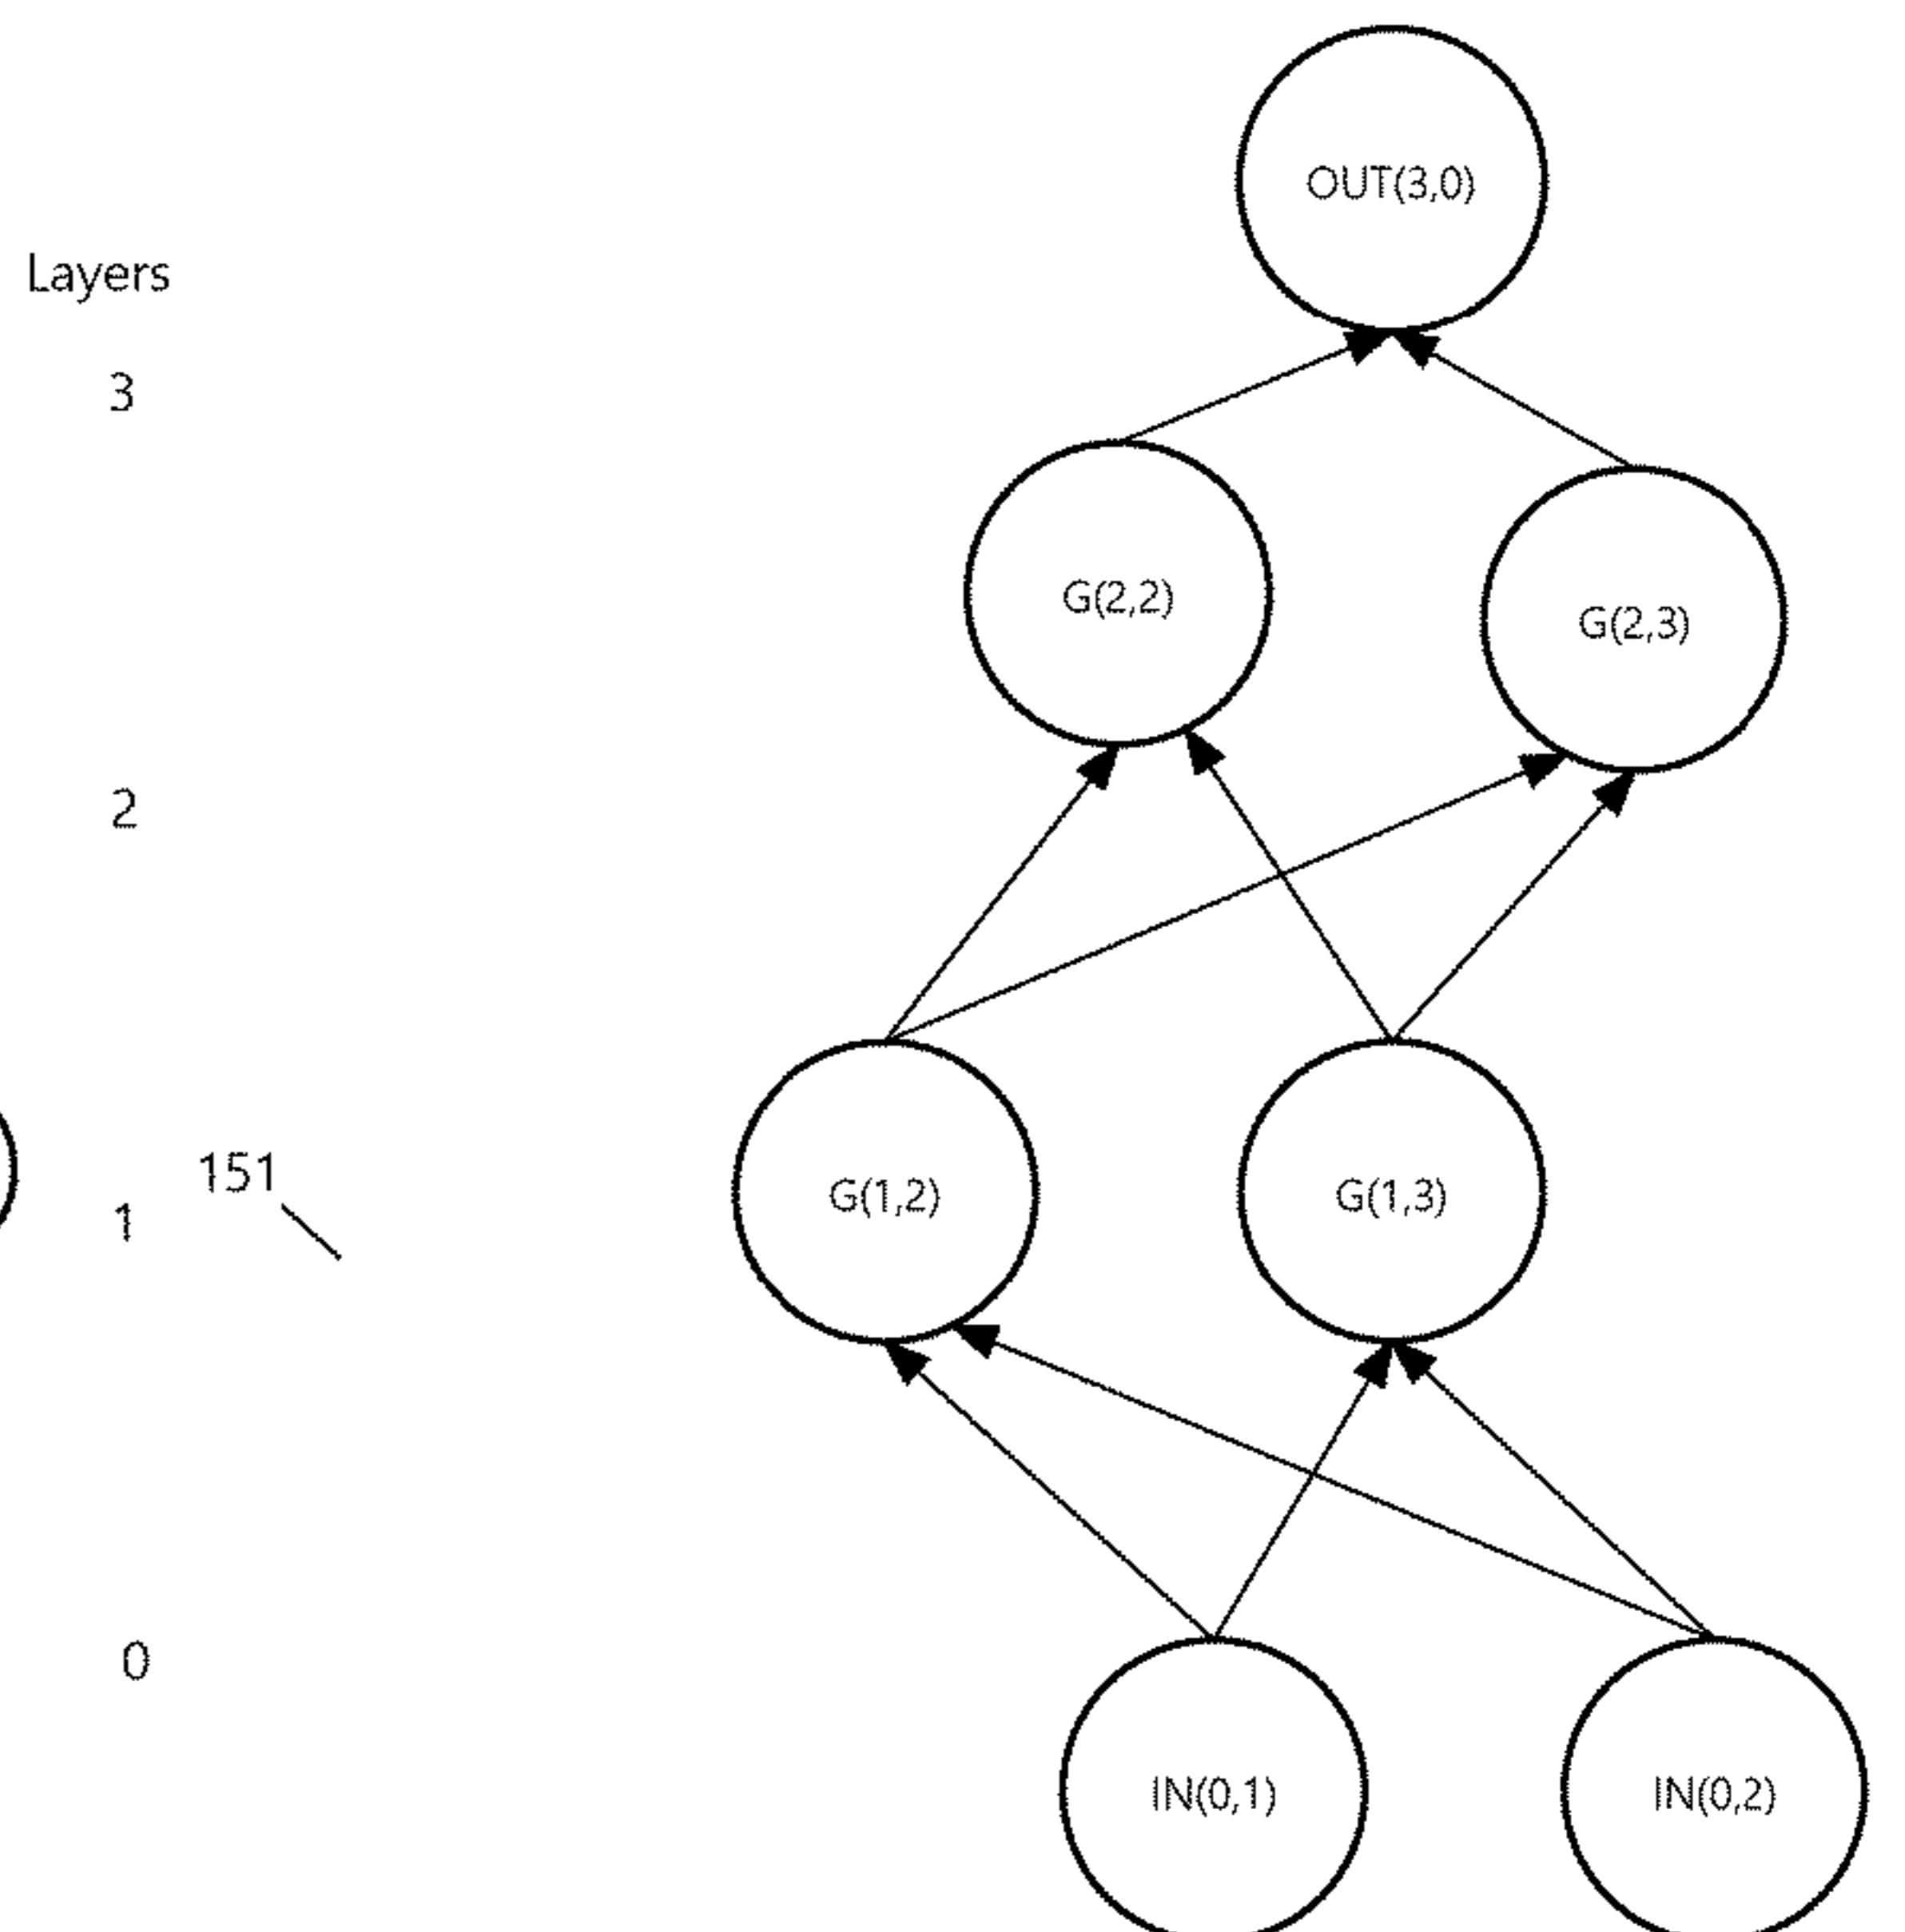 OUT(3,0)
Layers
3
G(2,2)
G(2,3)
2
151
1
G(1,2)
G(1,3)
0
IN(0,1)
IN(0,2)